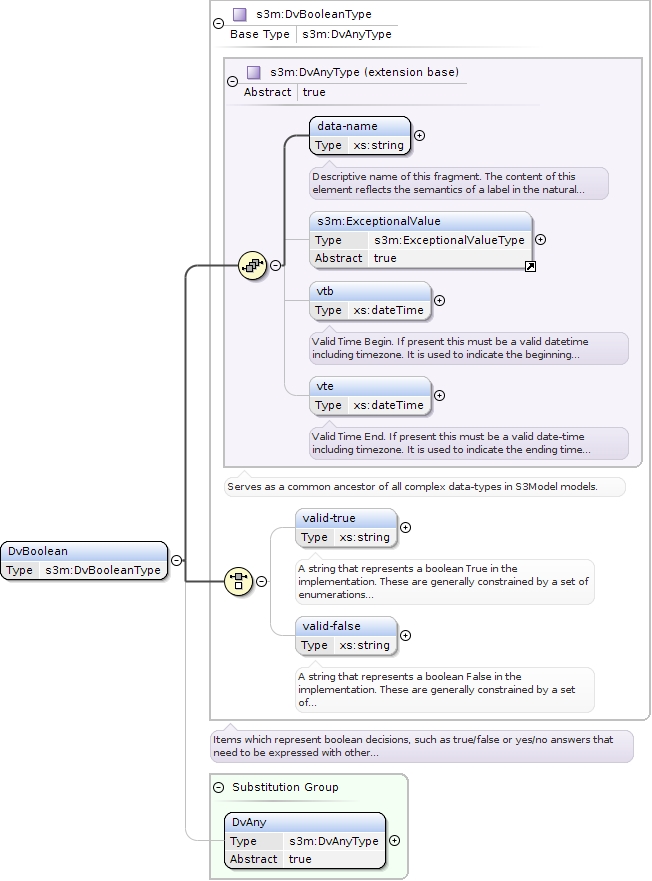 s3m:DvBooleanType
Base Type s3m:DvAnyType
s3m:DvAnyType (extension base)
Abstract true
data-name
Type xs:string
Descriptive name of this fragment. The content of this
element reflects the semantics of a label in the natural...
s3m:ExceptionalValue
Type s3m:ExceptionalValueType
Abstract true
vtb
Type xs:dateTime
Valid Time Begin. If present this must be a valid datetime
including timezone. It is used to indicate the beginning...
vte
Type xs:dateTime
Valid Time End. If present this must be a valid date-time
including timezone. It is used to indicate the ending time...
Serves as a common ancestor of all complex data-types in S3Model models.
valid-true
Type xs:string
A string that represents a boolean True in the
implementation. These are generally constrained by a set of
enumerations...
DvBoolean
Type s3m:DvBooleanType
valid-false
Type xs:string
A string that represents a boolean False in the
implementation. These are generally constrained by a set
of...
Items which represent boolean decisions, such as true/false or yes/no answers that
need to be expressed with other...
Substitution Group
DvAny
Type s3m:DvAnyType
Abstract true